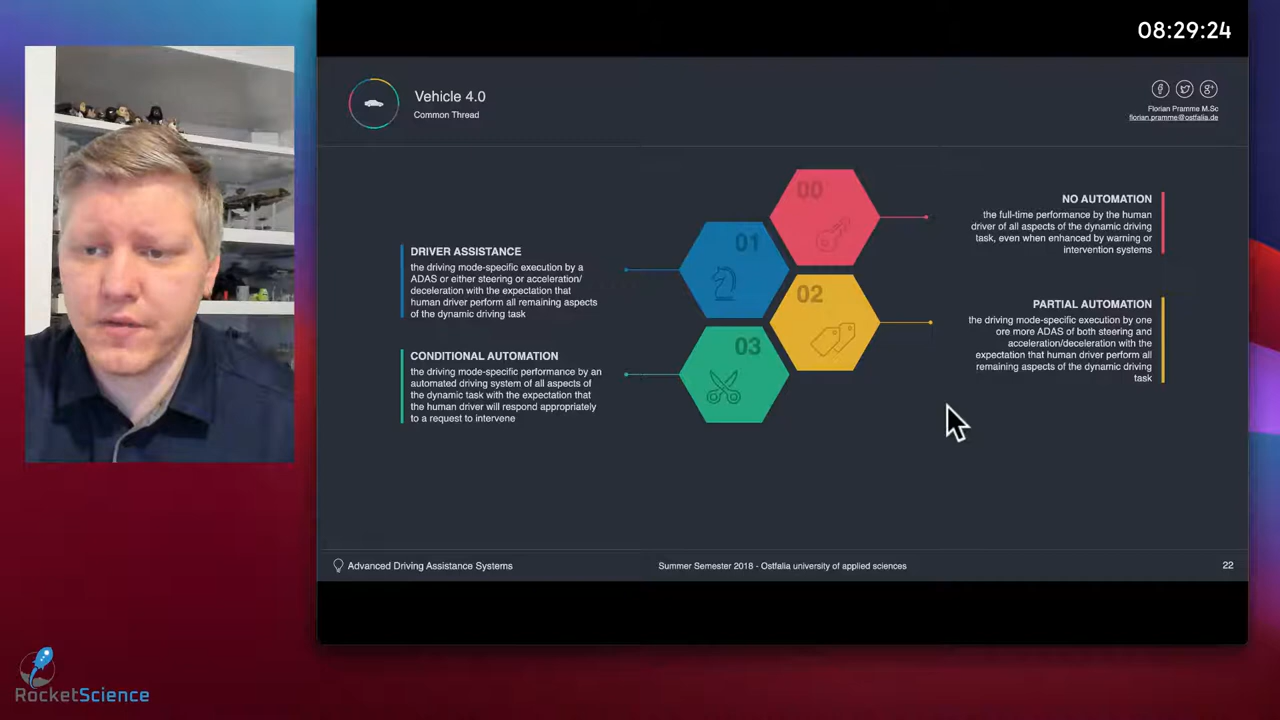 08:29:24
Vehicle 4.0
Common Thread
Florian Pramme M.Sc
florian.pramme@ostfalia.de
00
NO AUTOMATION
the full-time performance by the human
driver of all aspects of the dynamic driving
task, even when enhanced by warning or
intervention systems
01
DRIVER ASSISTANCE
the driving mode-specific execution by a
ADAS or either steering or acceleration/
deceleration with the expectation that
human driver perform all remaining aspects
of the dynamic driving task
02
PARTIAL AUTOMATION
the driving mode-specific execution by one
ore more ADAS of both steering and
acceleration/deceleration with the
expectation that human driver perform all
remaining aspects of the dynamic driving
task
03
CONDITIONAL AUTOMATION
the driving mode-specific performance by an
automated driving system of all aspects of
the dynamic task with the expectation that
the human driver will respond appropriately
to a request to intervene
Advanced Driving Assistance Systems
Summer Semester 2018 - Ostfalia university of applied sciences
22
RocketScience